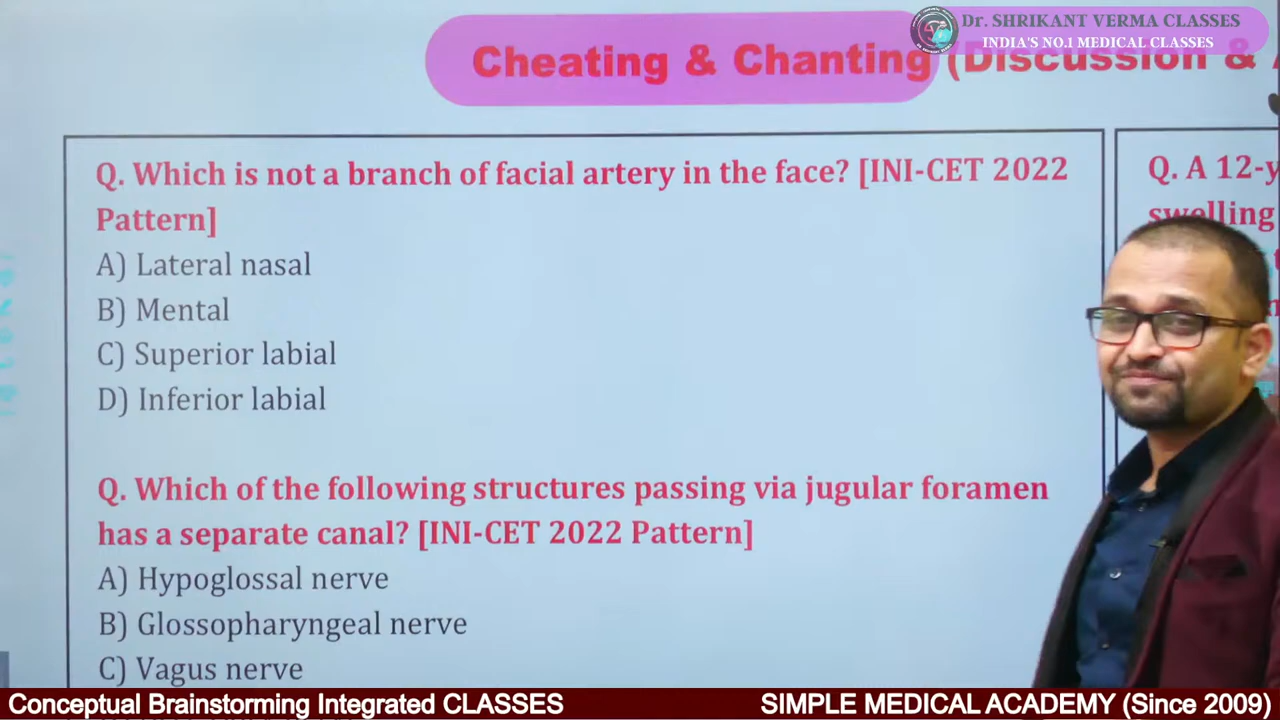 Dr. SHRIKANT VERMA CLASSES
INDIA'S NO.1 MEDICAL CLASSES
Cheating & Chanting (Discussion &
Q. Which is not a branch of facial artery in the face? [INI-CET 2022
Pattern]
A) Lateral nasal
B) Mental
C) Superior labial
D) Inferior labial
Q. Which of the following structures passing via jugular foramen
has a separate canal? [INI-CET 2022 Pattern]
A) Hypoglossal nerve
B) Glossopharyngeal nerve
C) Vagus nerve
Q. A 12-y
swelling
Conceptual Brainstorming Integrated CLASSES
SIMPLE MEDICAL ACADEMY (Since 2009)